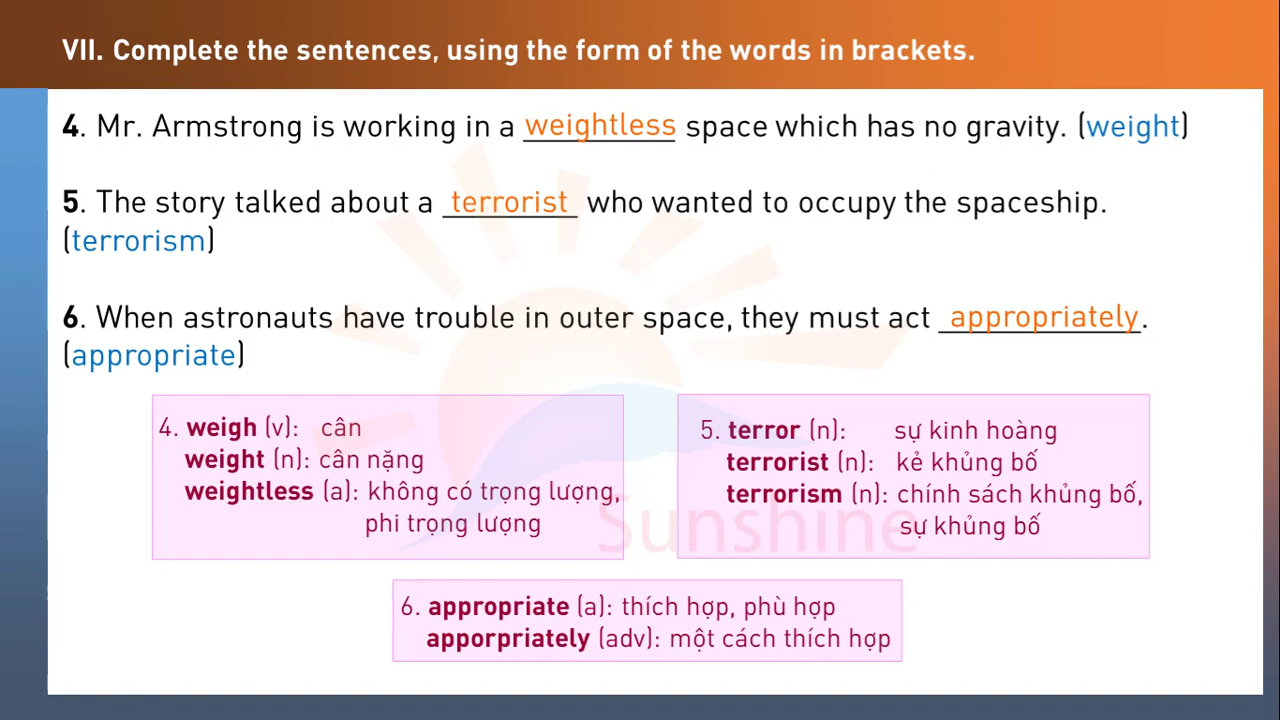 VII. Complete the sentences, using the form of the words in brackets.
4. Mr. Armstrong is working in a weightless space which has no gravity. (weight)
5. The story talked about a terrorist who wanted to occupy the spaceship.
(terrorism)
6. When astronauts have trouble in outer space, they must act appropriately.
(appropriate)
4. weigh (v): cân
weight (n): cân nặng
weightless (a): không có trọng lượng,
phi trọng lượng
5. terror (n): sự kinh hoàng
terrorist (n): kẻ khủng bố
terrorism (n): chính sách khủng bố,
sự khủng bố
Sunshine
6. appropriate (a): thích hợp, phù hợp
apporpriately (adv): một cách thích hợp